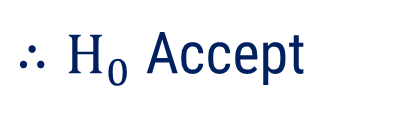 ∴ H₀ Accept